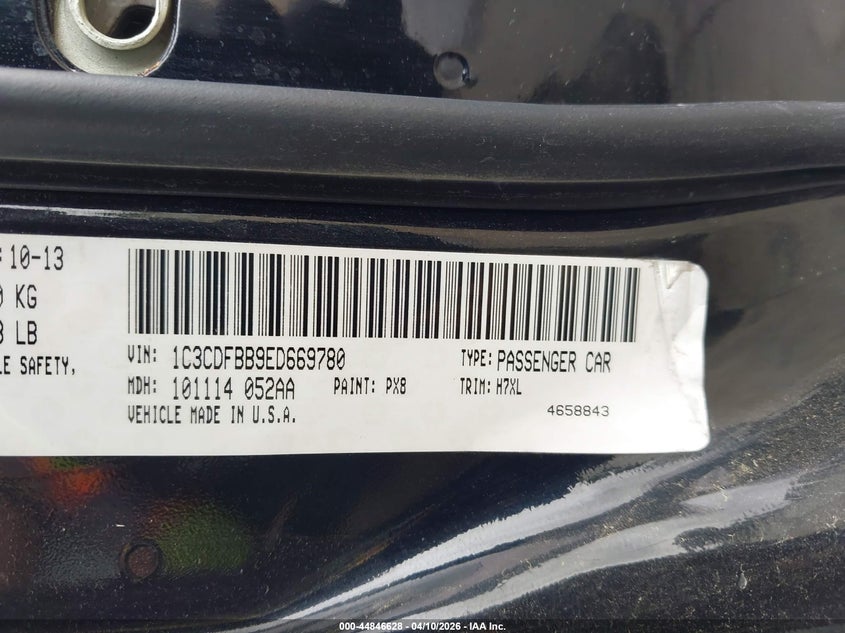 : 10-13
KG
LB
LE SAFETY,
VIN: 1C3CDFBB9ED669780 TYPE: PASSENGER CAR
MDH: 101114 052AA PAINT: PX8 TRIM: H7XL
VEHICLE MADE IN U.S.A. 4658843
000-44846628 - 04/10/2026 - IAA Inc.